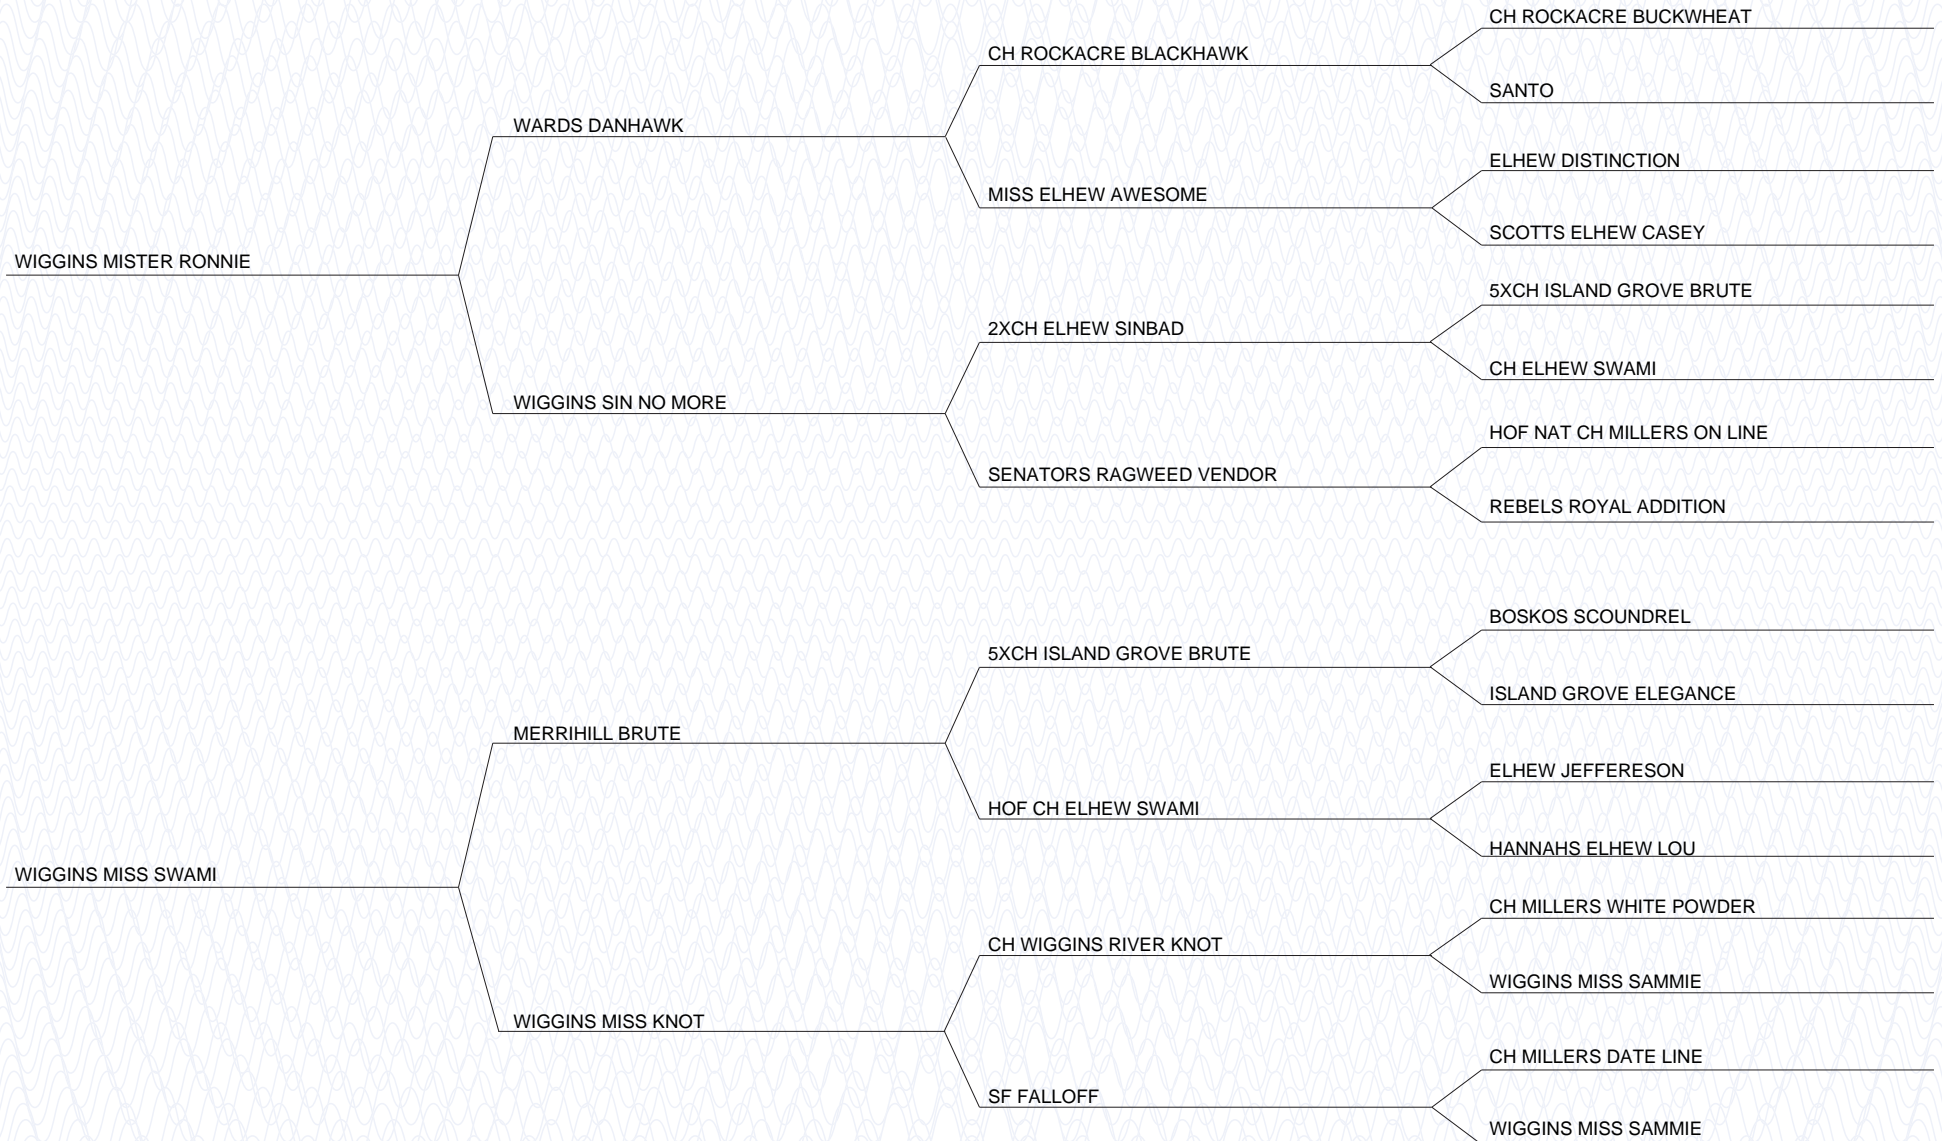 WIGGINS MISTER RONNIE
WARDS DANHAWK
CH ROCKACRE BLACKHAWK
CH ROCKACRE BUCKWHEAT
SANTO
MISS ELHEW AWESOME
ELHEW DISTINCTION
SCOTTS ELHEW CASEY
WIGGINS SIN NO MORE
2XCH ELHEW SINBAD
5XCH ISLAND GROVE BRUTE
CH ELHEW SWAMI
SENATORS RAGWEED VENDOR
HOF NAT CH MILLERS ON LINE
REBELS ROYAL ADDITION
WIGGINS MISS SWAMI
MERRIHILL BRUTE
5XCH ISLAND GROVE BRUTE
BOSKOS SCOUNDREL
ISLAND GROVE ELEGANCE
HOF CH ELHEW SWAMI
ELHEW JEFFERESON
HANNAHS ELHEW LOU
WIGGINS MISS KNOT
CH WIGGINS RIVER KNOT
CH MILLERS WHITE POWDER
WIGGINS MISS SAMMIE
SF FALLOFF
CH MILLERS DATE LINE
WIGGINS MISS SAMMIE